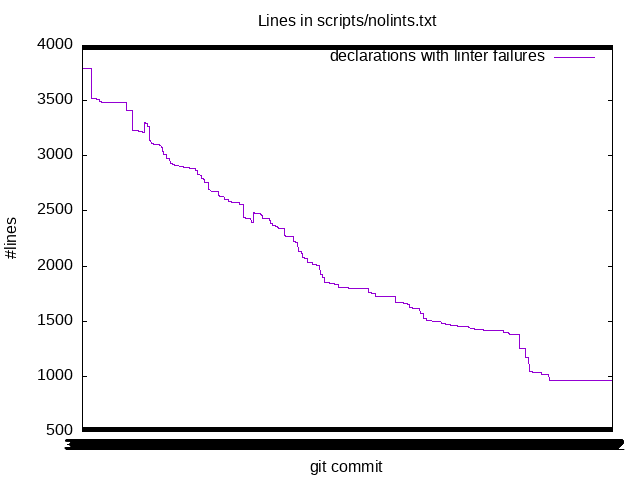 Lines in scripts/nolints.txt
declarations with linter failures
4000
3500
3000
2500
2000
1500
1000
500
#lines
git commit